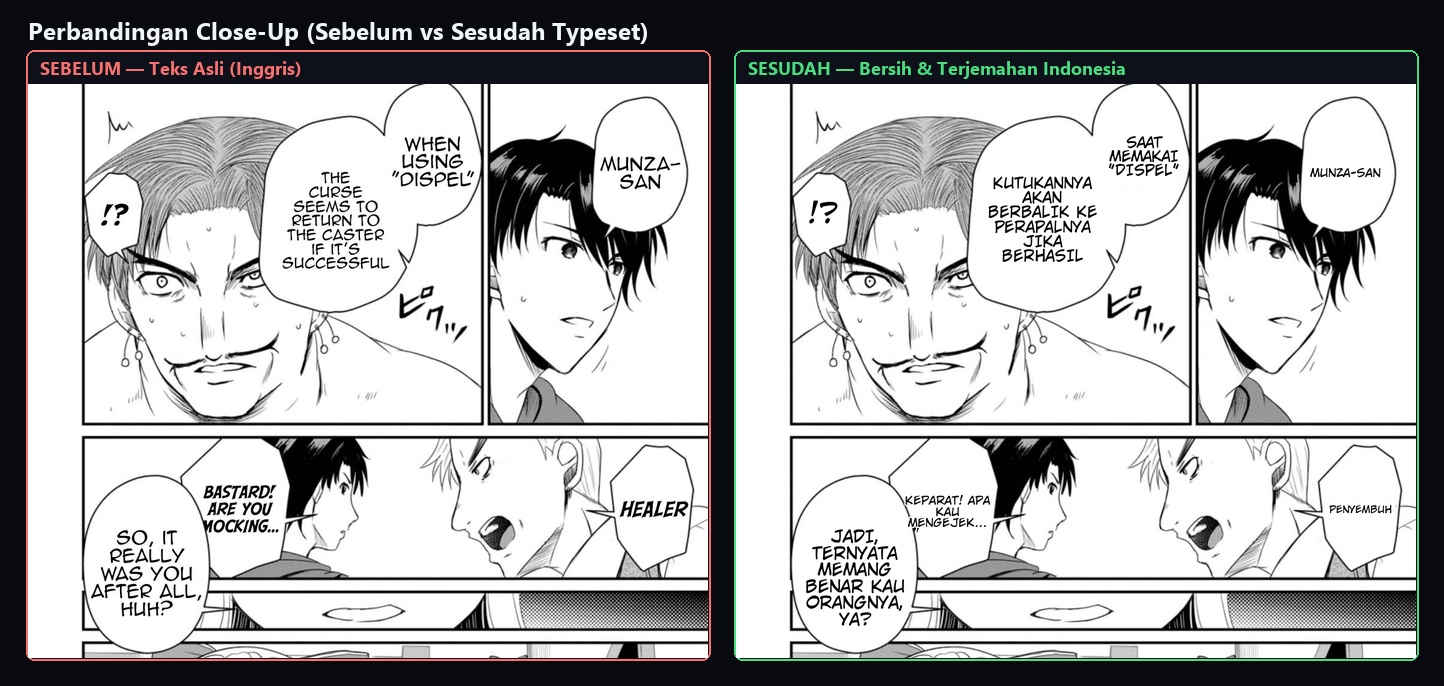 Perbandingan Close-Up (Sebelum vs Sesudah Typeset)
SEBELUM — Teks Asli (Inggris)
WHEN
USING
"DISPEL"
THE
CURSE
SEEMS TO
RETURN TO
THE CASTER
IF IT'S
SUCCESSFUL
!?
MUNZA-
SAN
ピクッ
HEALER
BASTARD!
ARE YOU
MOCKING...
SO, IT
REALLY
WAS YOU
AFTER ALL,
HUH?
SESUDAH — Bersih & Terjemahan Indonesia
SAAT
MEMAKAI
"DISPEL"
KUTUKANNYA
AKAN
BERBALIK KE
PERAPALNYA
JIKA
BERHASIL
!?
MUNZA-SAN
ピクッ
PENYEMBUH
KEPARAT! APA
KAU
MENGEJEK...
JADI,
TERNYATA
MEMANG
BENAR KAU
ORANGNYA,
YA?